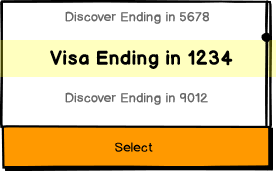 Discover Ending in 5678
Visa Ending in 1234
Discover Ending in 9012
Select